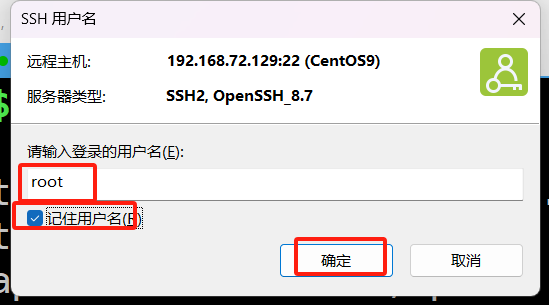 SSH 用户名
远程主机: 192.168.72.129:22 (CentOS9)
服务器类型: SSH2, OpenSSH_8.7
请输入登录的用户名(E):
root
记住用户名(R)
确定 取消